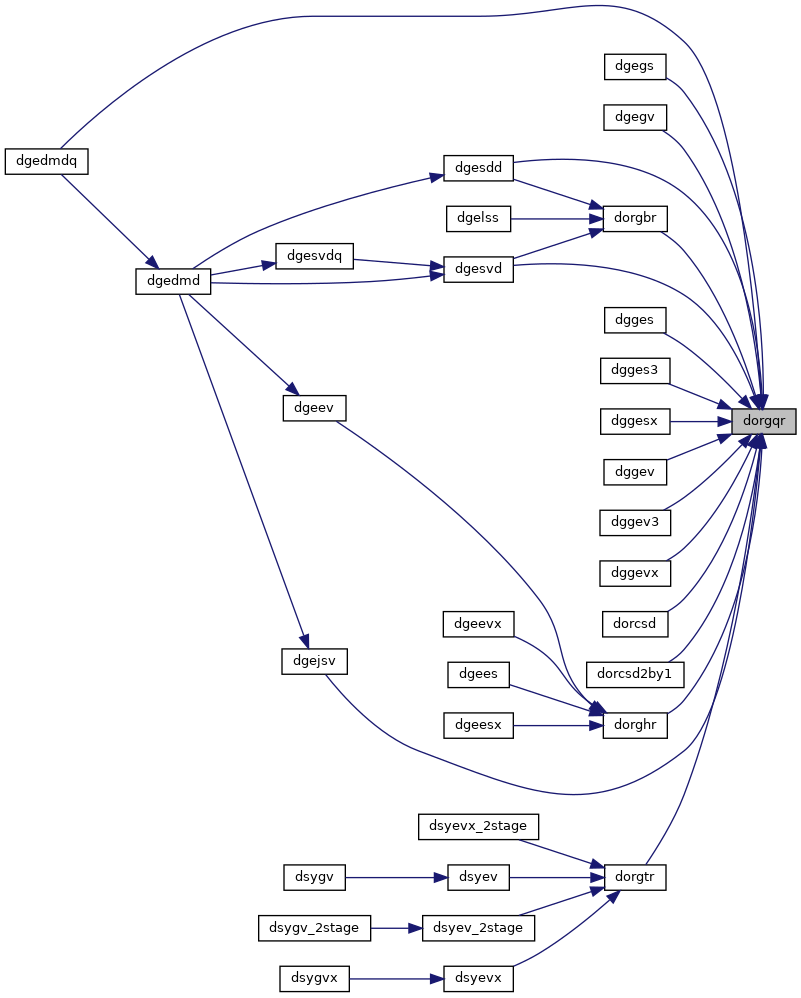 dgegs
dgegv
dgedmdq
dgesdd
dgelss
dorgbr
dgesvdq
dgesvd
dgedmd
dgges
dgges3
dgeev
dggesx
dorgqr
dggev
dggev3
dggevx
dgeevx
dorcsd
dgejsv
dgees
dorcsd2by1
dgeesx
dorghr
dsyevx_2stage
dsygv
dsyev
dorgtr
dsygv_2stage
dsyev_2stage
dsygvx
dsyevx